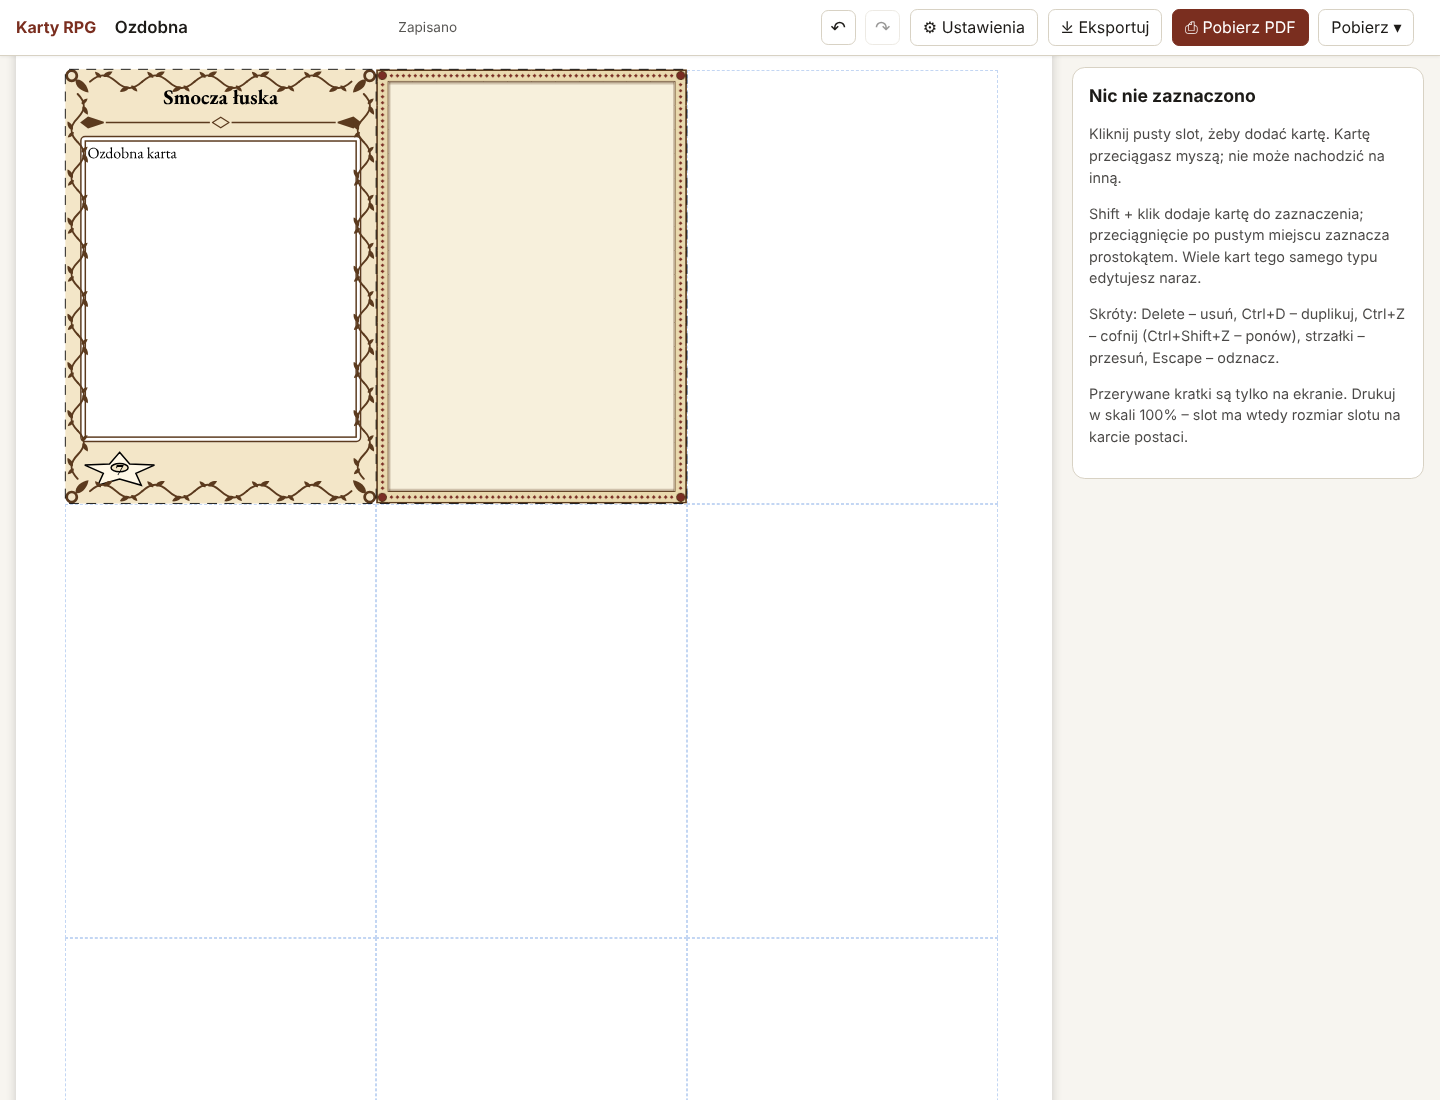 Karty RPG
Ozdobna
Zapisano
↶
↷
⚙ Ustawienia
Eksportuj
⎙ Pobierz PDF
Pobierz ▾
Smocza łuska
Ozdobna karta
7
Nic nie zaznaczono
Kliknij pusty slot, żeby dodać kartę. Kartę
przeciągasz myszą; nie może nachodzić na
inną.
Shift + klik dodaje kartę do zaznaczenia;
przeciągnięcie po pustym miejscu zaznacza
prostokątem. Wiele kart tego samego typu
edytujesz naraz.
Skróty: Delete – usuń, Ctrl+D – duplikuj, Ctrl+Z
– cofnij (Ctrl+Shift+Z – ponów), strzałki –
przesuń, Escape – odznacz.
Przerywane kratki są tylko na ekranie. Drukuj
w skali 100% – slot ma wtedy rozmiar slotu na
karcie postaci.